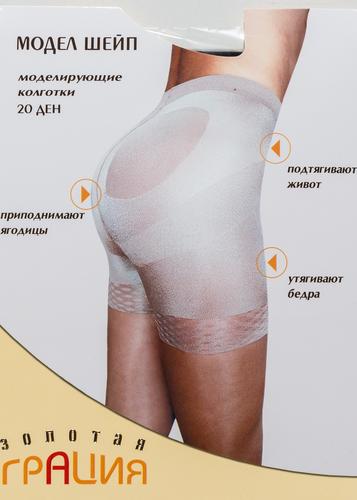 МОДЕЛ ШЕЙП
моделирующие
колготки
20 ДЕН
подтягивают
живот
приподнимают
ягодицы
утягивают
бедра
ЗОЛОТАЯ
ГРАЦИЯ